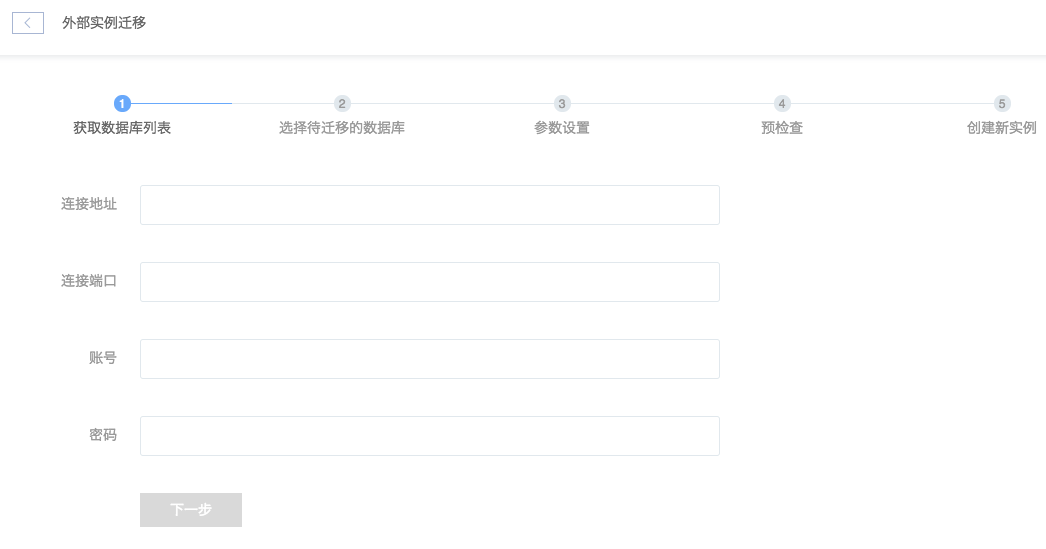 外部实例迁移
1
2
3
4
5
获取数据库列表
选择待迁移的数据库
参数设置
预检查
创建新实例
连接地址
连接端口
账号
密码
下一步